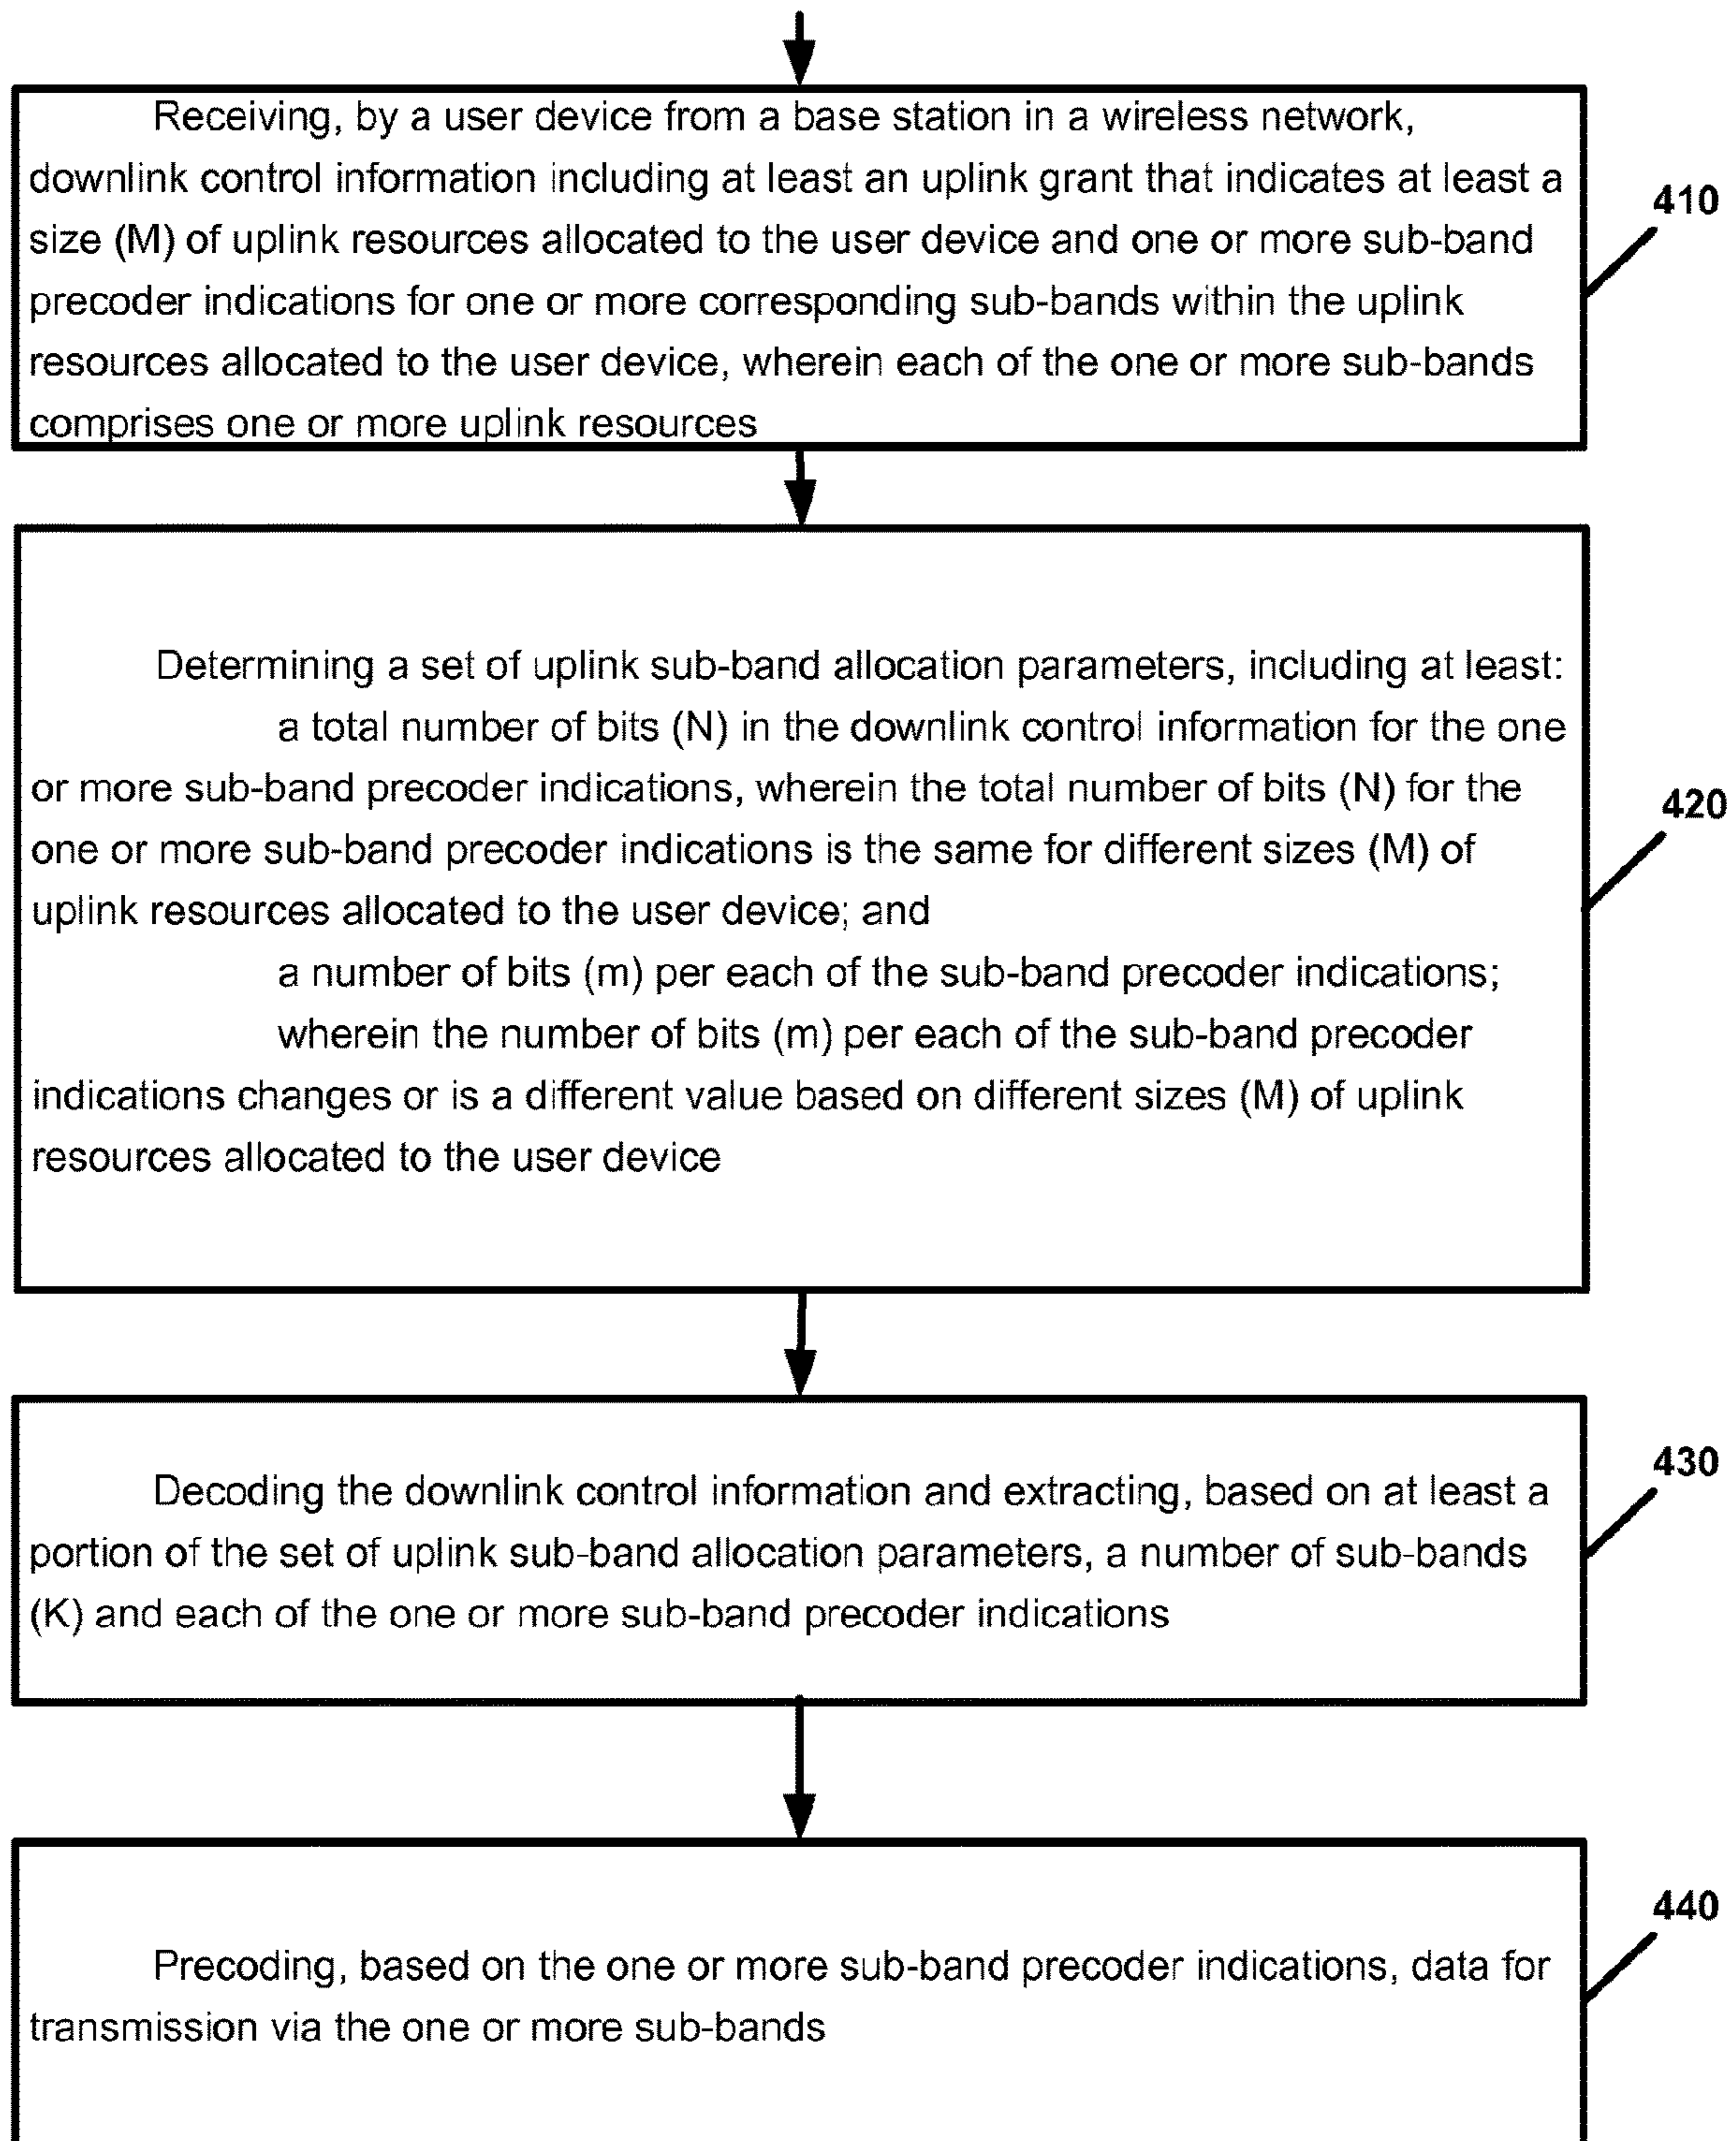 Receiving, by a user device from a base station in a wireless network,
downlink control information including at least an uplink grant that indicates at least a
size (M) of uplink resources allocated to the user device and one or more sub-band
precoder indications for one or more corresponding sub-bands within the uplink
resources allocated to the user device, wherein each of the one or more sub-bands
comprises one or more uplink resources
410
Determining a set of uplink sub-band allocation parameters, including at least:
a total number of bits (N) in the downlink control information for the one
or more sub-band precoder indications, wherein the total number of bits (N) for the
one or more sub-band precoder indications is the same for different sizes (M) of
uplink resources allocated to the user device; and
a number of bits (m) per each of the sub-band precoder indications;
wherein the number of bits (m) per each of the sub-band precoder
indications changes or is a different value based on different sizes (M) of uplink
resources allocated to the user device
420
Decoding the downlink control information and extracting, based on at least a
portion of the set of uplink sub-band allocation parameters, a number of sub-bands
(K) and each of the one or more sub-band precoder indications
430
Precoding, based on the one or more sub-band precoder indications, data for
transmission via the one or more sub-bands
440